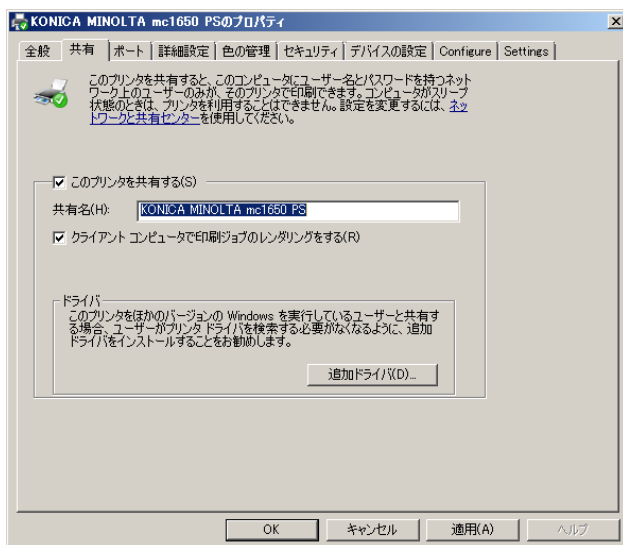 KONICA MINOLTA mc1650 PSのプロパティ
全般 共有 ポート 詳細設定 色の管理 セキュリティ デバイスの設定 Configure Settings
このプリンタを共有すると、このコンピュータにユーザー名とパスワードを持つネット
ワーク上のユーザーのみが、そのプリンタで印刷できます。コンピュータがスリープ
状態のときは、プリンタを利用することはできません。設定を変更するには、ネッ
トワークと共有センターを使用してください。
このプリンタを共有する(S)
共有名(H): KONICA MINOLTA mc1650 PS
クライアント コンピュータで印刷ジョブのレンダリングをする(R)
ドライバ
このプリンタをほかのバージョンの Windows を実行しているユーザーと共有す
る場合、ユーザーがプリンタ ドライバを検索する必要がなくなるように、追加
ドライバをインストールすることをお勧めします。
追加ドライバ(D)...
OK キャンセル 適用(A) ヘルプ